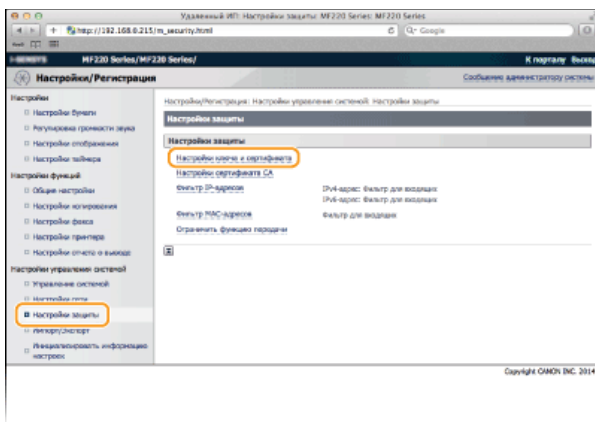 Удаленный ИП: Настройки защиты: MF220 Series: MF220 Series
http://192.168.0.215/m_security.html
Google
MF220 Series/MF220 Series/
К порталу
Настройки/Регистрация
Сообщение администратору системы
Настройки
Настройки/Регистрация: Настройки управления системой: Настройки защиты
Настройки бумаги
Настройки защиты
Регулировка громкости звука
Настройки отображения
Настройки защиты
Настройки таймера
Настройки ключа и сертификата
Настройки функций
Настройки сертификата CA
Общие настройки
Фильтр IP-адресов
IPv4-адрес: Фильтр для входящих
Настройки копирования
IPv6-адрес: Фильтр для входящих
Настройки факса
Фильтр MAC-адресов
Фильтр для входящих
Настройки принтера
Ограничить функцию передачи
Настройки отчета о выводе
Настройки управления системой
Управление системой
Настройки сети
Настройки защиты
Импорт/Экспорт
Инициализировать информацию настроек
Copyright CANON INC. 2014